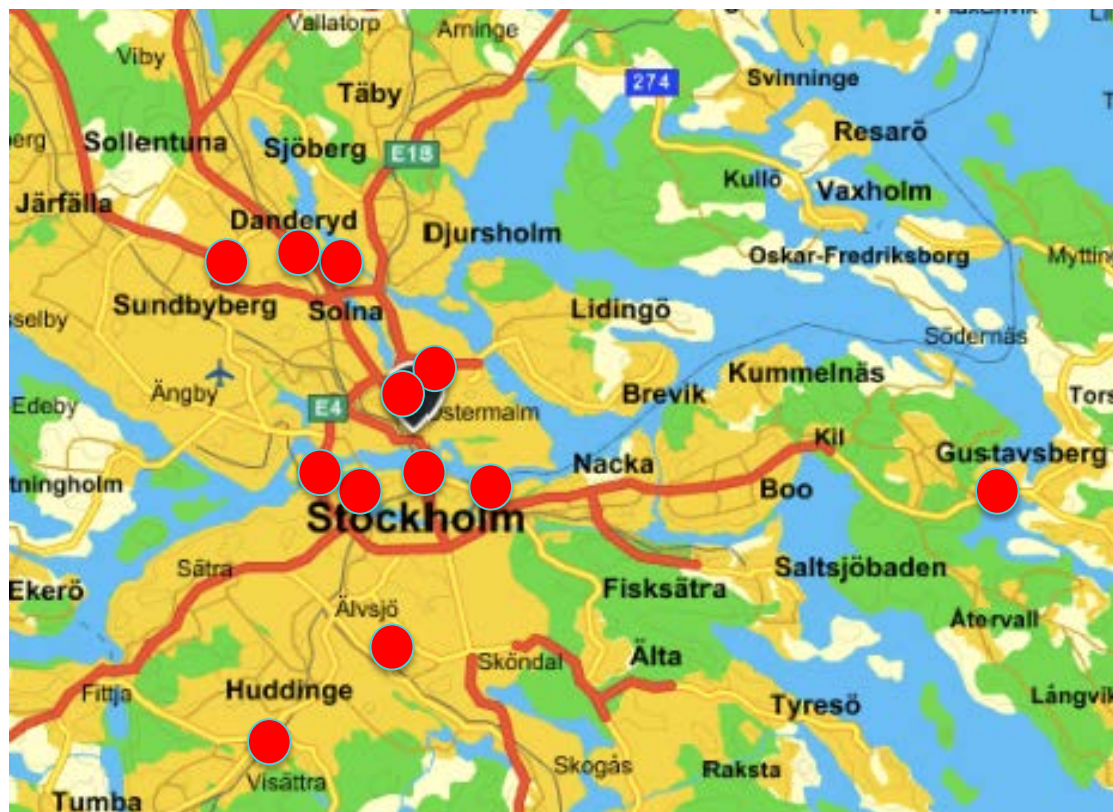 Vallatorp
Arninge
Viby
Svinninge
274
Täby
Resarö
Sollentuna
Sjöberg
E18
Kullö
Vaxholm
Järfälla
Danderyd
Djursholm
Oskar-Fredriksborg
Mytting
Sundbyberg
Solna
Lidingö
Södernäs
Kummelnäs
Ängby
Brevik
Tors
Edeby
E4
Östermalm
Kil
Gustavsberg
Nacka
tningholm
Boo
Stockholm
Sätra
Saltsjöbaden
Ekerö
Fisksätra
Älvsjö
Återvall
Sköndal
Älta
Fittja
Huddinge
Långvik
Tyresö
Skogås
Raksta
Visättra
Tumba